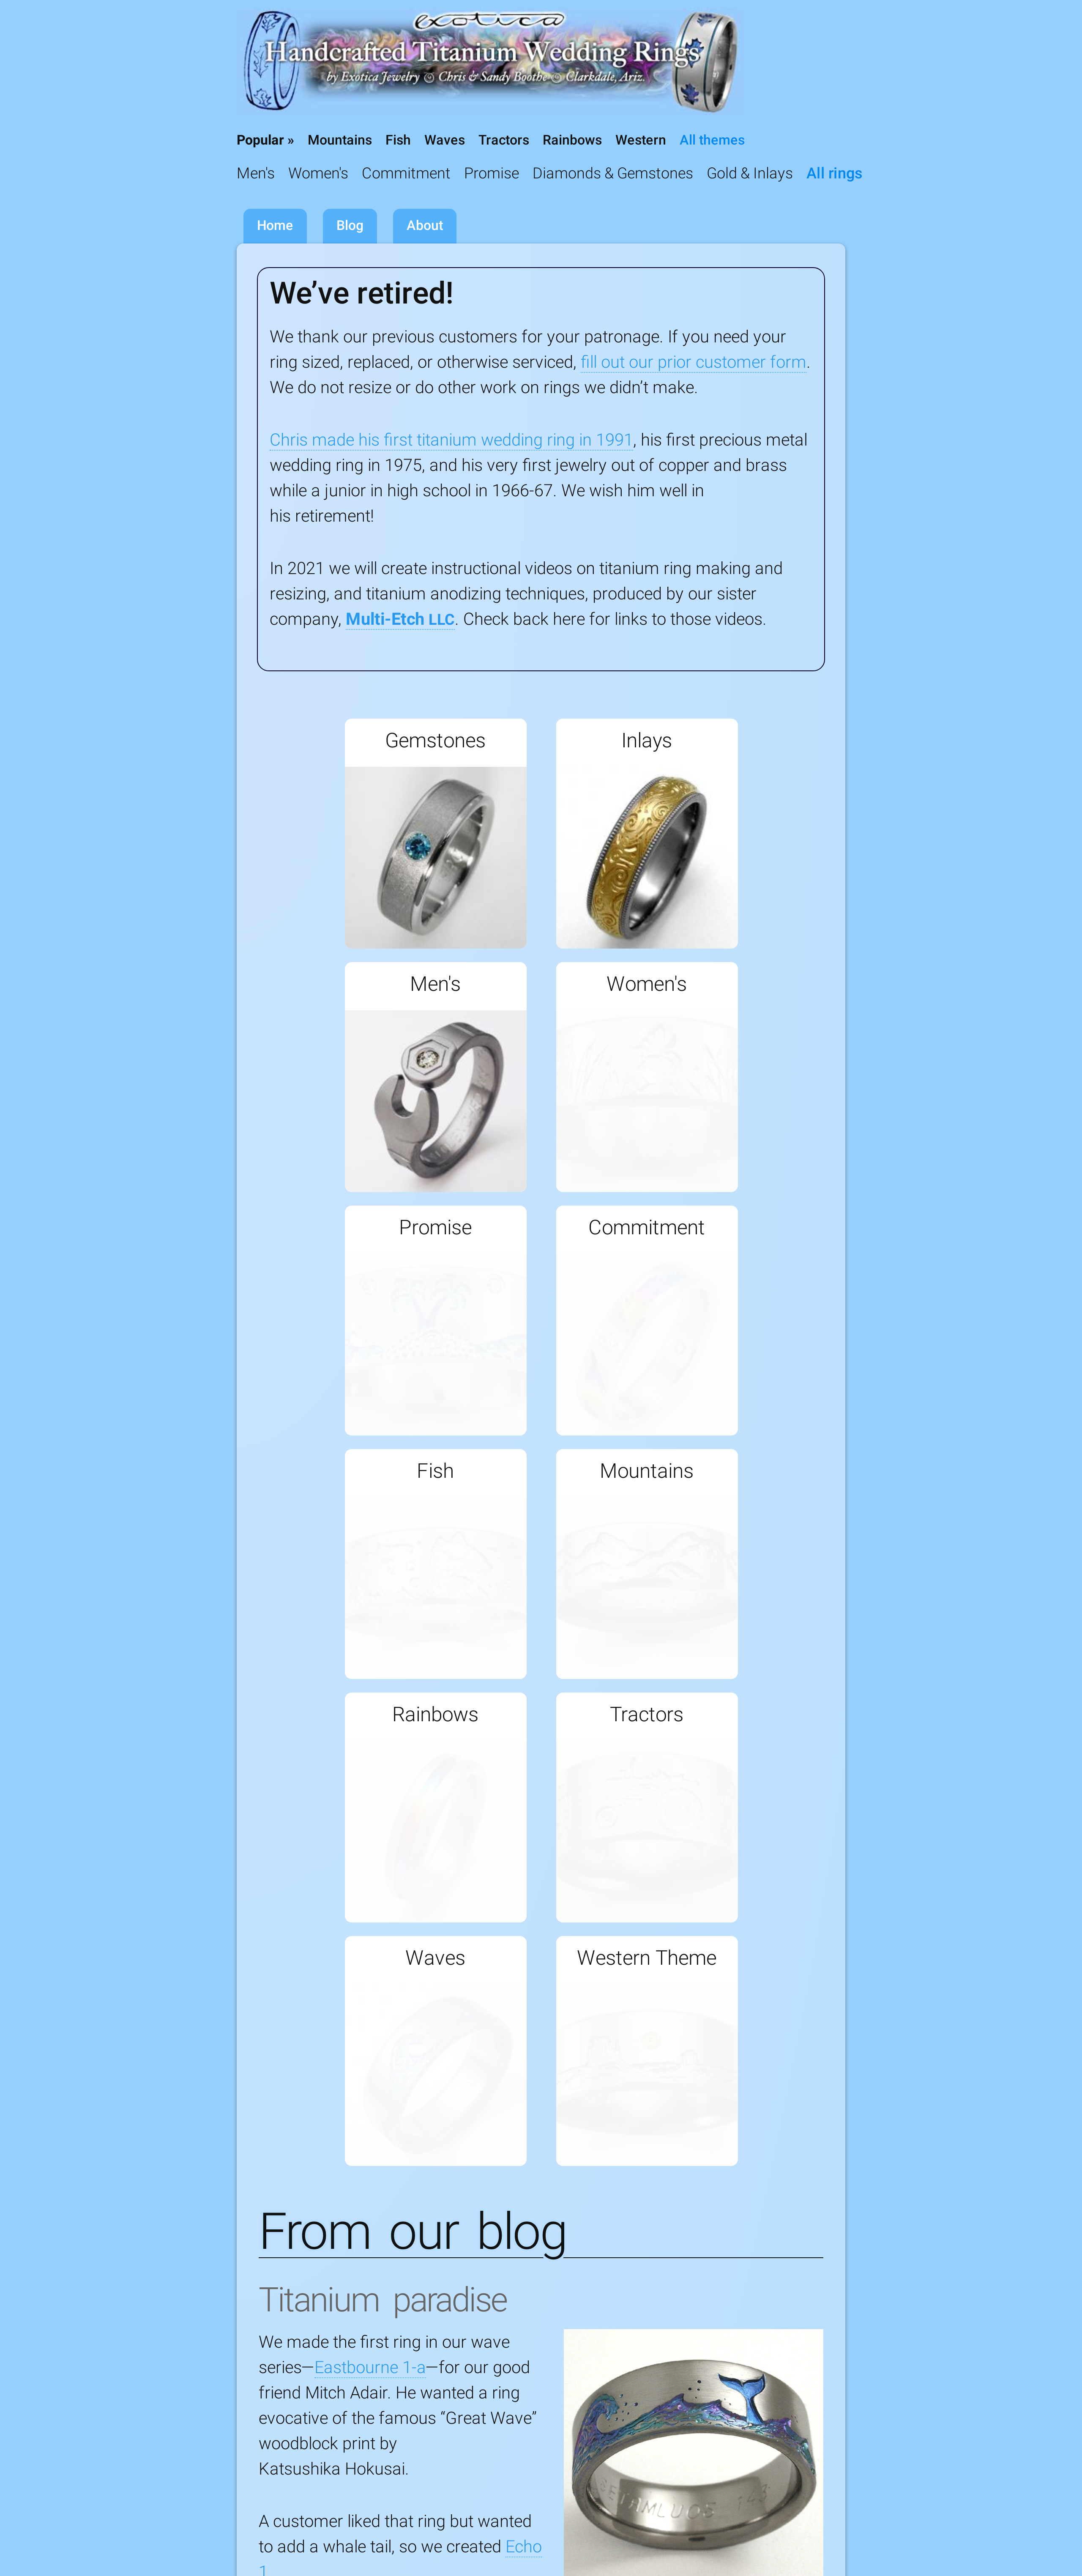 exotica
Handcrafted Titanium Wedding Rings
by Exotica Jewelry Chris & Sandy Boothe Clarkdale, Ariz.
Popular » Mountains Fish Waves Tractors Rainbows Western All themes
Men's Women's Commitment Promise Diamonds & Gemstones Gold & Inlays All rings
Home Blog About
We’ve retired!
We thank our previous customers for your patronage. If you need your
ring sized, replaced, or otherwise serviced, fill out our prior customer form.
We do not resize or do other work on rings we didn’t make.
Chris made his first titanium wedding ring in 1991, his first precious metal
wedding ring in 1975, and his very first jewelry out of copper and brass
while a junior in high school in 1966-67. We wish him well in
his retirement!
In 2021 we will create instructional videos on titanium ring making and
resizing, and titanium anodizing techniques, produced by our sister
company, Multi-Etch LLC. Check back here for links to those videos.
Gemstones Inlays
Men's Women's
Promise Commitment
Fish Mountains
Rainbows Tractors
Waves Western Theme
From our blog
Titanium paradise
We made the first ring in our wave
series—Eastbourne 1-a—for our good
friend Mitch Adair. He wanted a ring
evocative of the famous “Great Wave”
woodblock print by
Katsushika Hokusai.
A customer liked that ring but wanted
to add a whale tail, so we created Echo
1